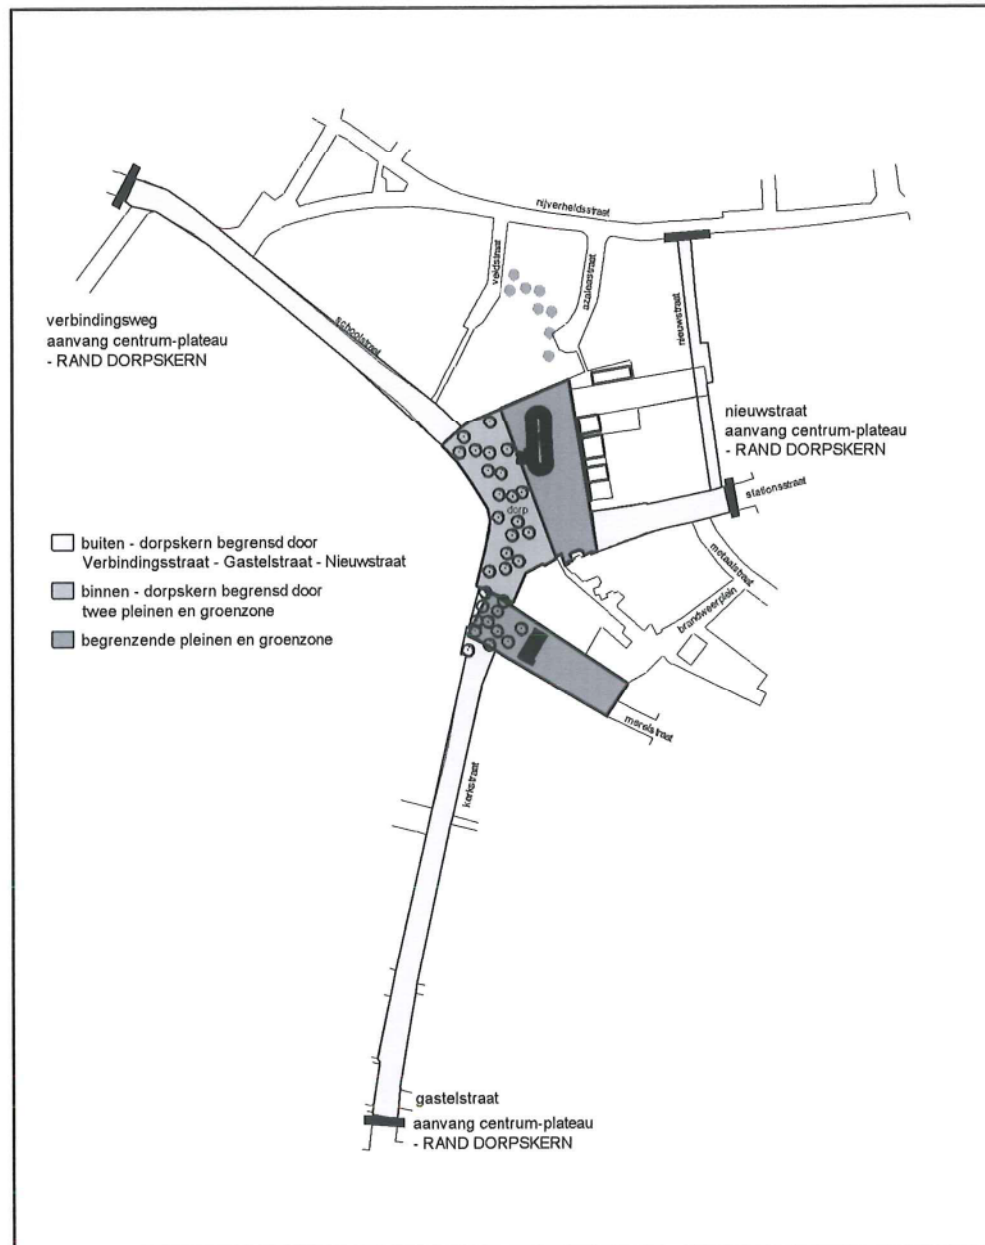 nijverheidsstraat
veldstraat
azaleastraat
nieuwstraat
schoolstraat
verbindingsweg
aanvang centrum-plateau
- RAND DORPSKERN
nieuwstraat
aanvang centrum-plateau
- RAND DORPSKERN
stationsstraat
dorp
metaalstraat
buiten - dorpskern begrensd door
Verbindingsstraat - Gastelstraat - Nieuwstraat
binnen - dorpskern begrensd door
twee pleinen en groenzone
begrenzende pleinen en groenzone
brandweerplein
merelstraat
kerkstraat
gastelstraat
aanvang centrum-plateau
- RAND DORPSKERN